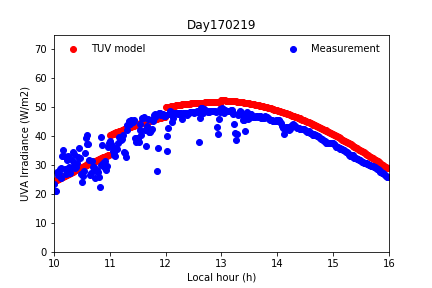 Day170219
TUV model
Measurement
UVA Irradiance (W/m2)
70
60
50
40
30
20
10
0
10 11 12 13 14 15 16
Local hour (h)